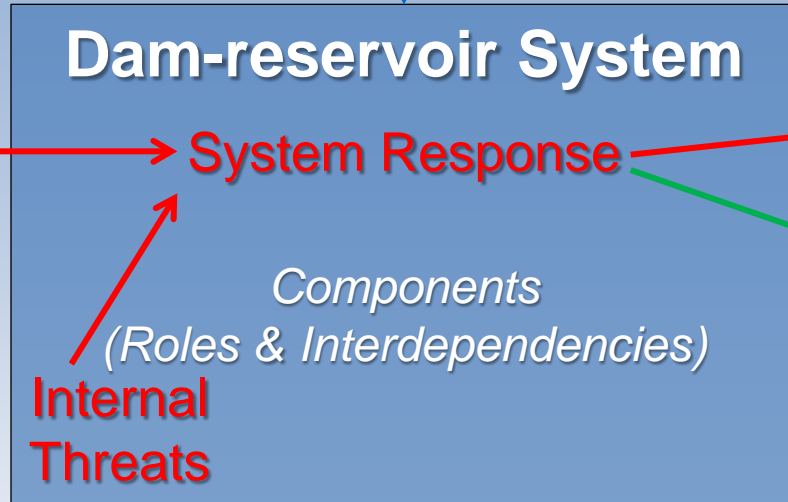 Dam-reservoir System
System Response
Components
(Roles & Interdependencies)
Internal
Threats